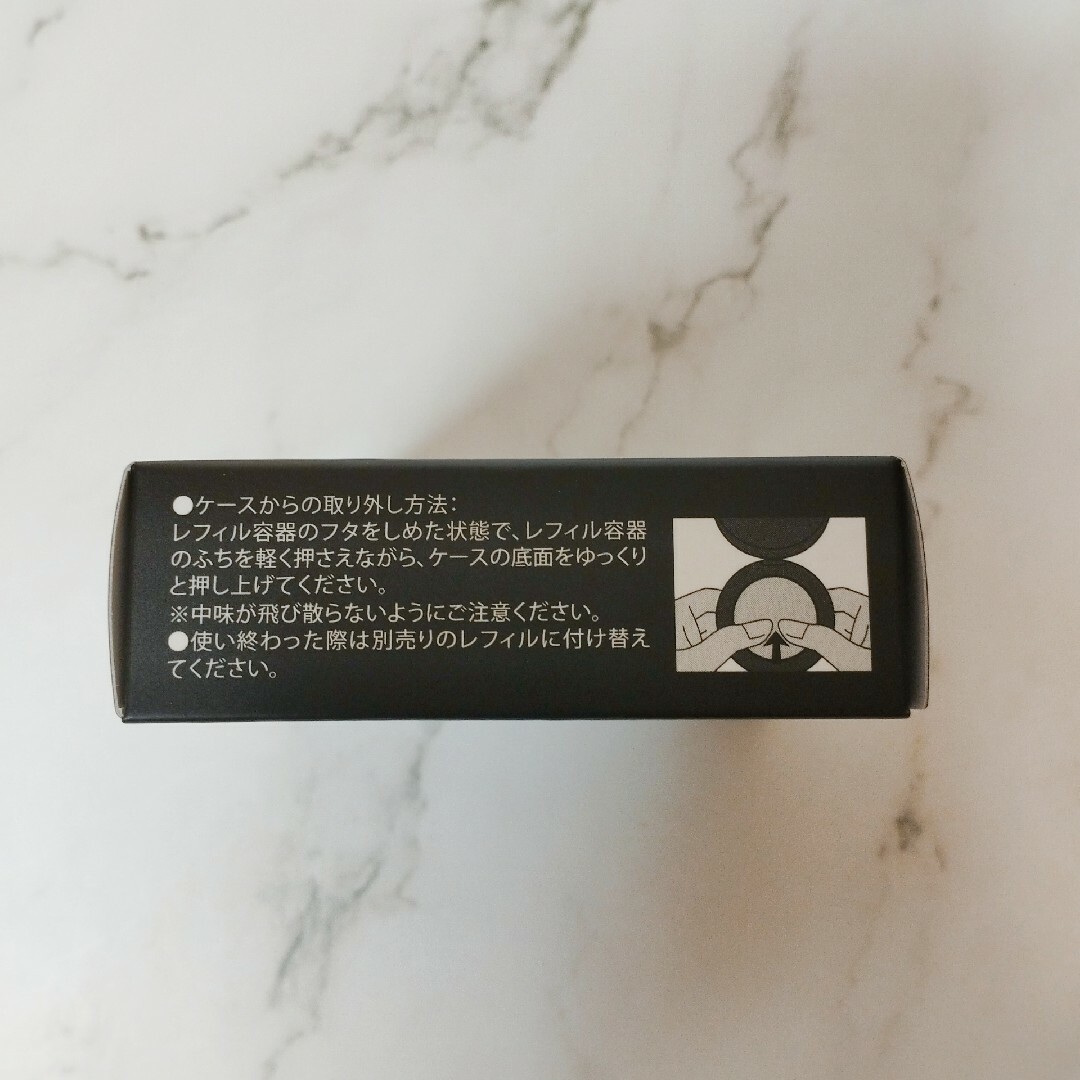 ●ケースからの取り外し方法：
レフィル容器のフタをしめた状態で、レフィル容器
のふちを軽く押さえながら、ケースの底面をゆっくり
と押し上げてください。
※中味が飛び散らないようにご注意ください。
●使い終わった際は別売りのレフィルに付け替え
てください。